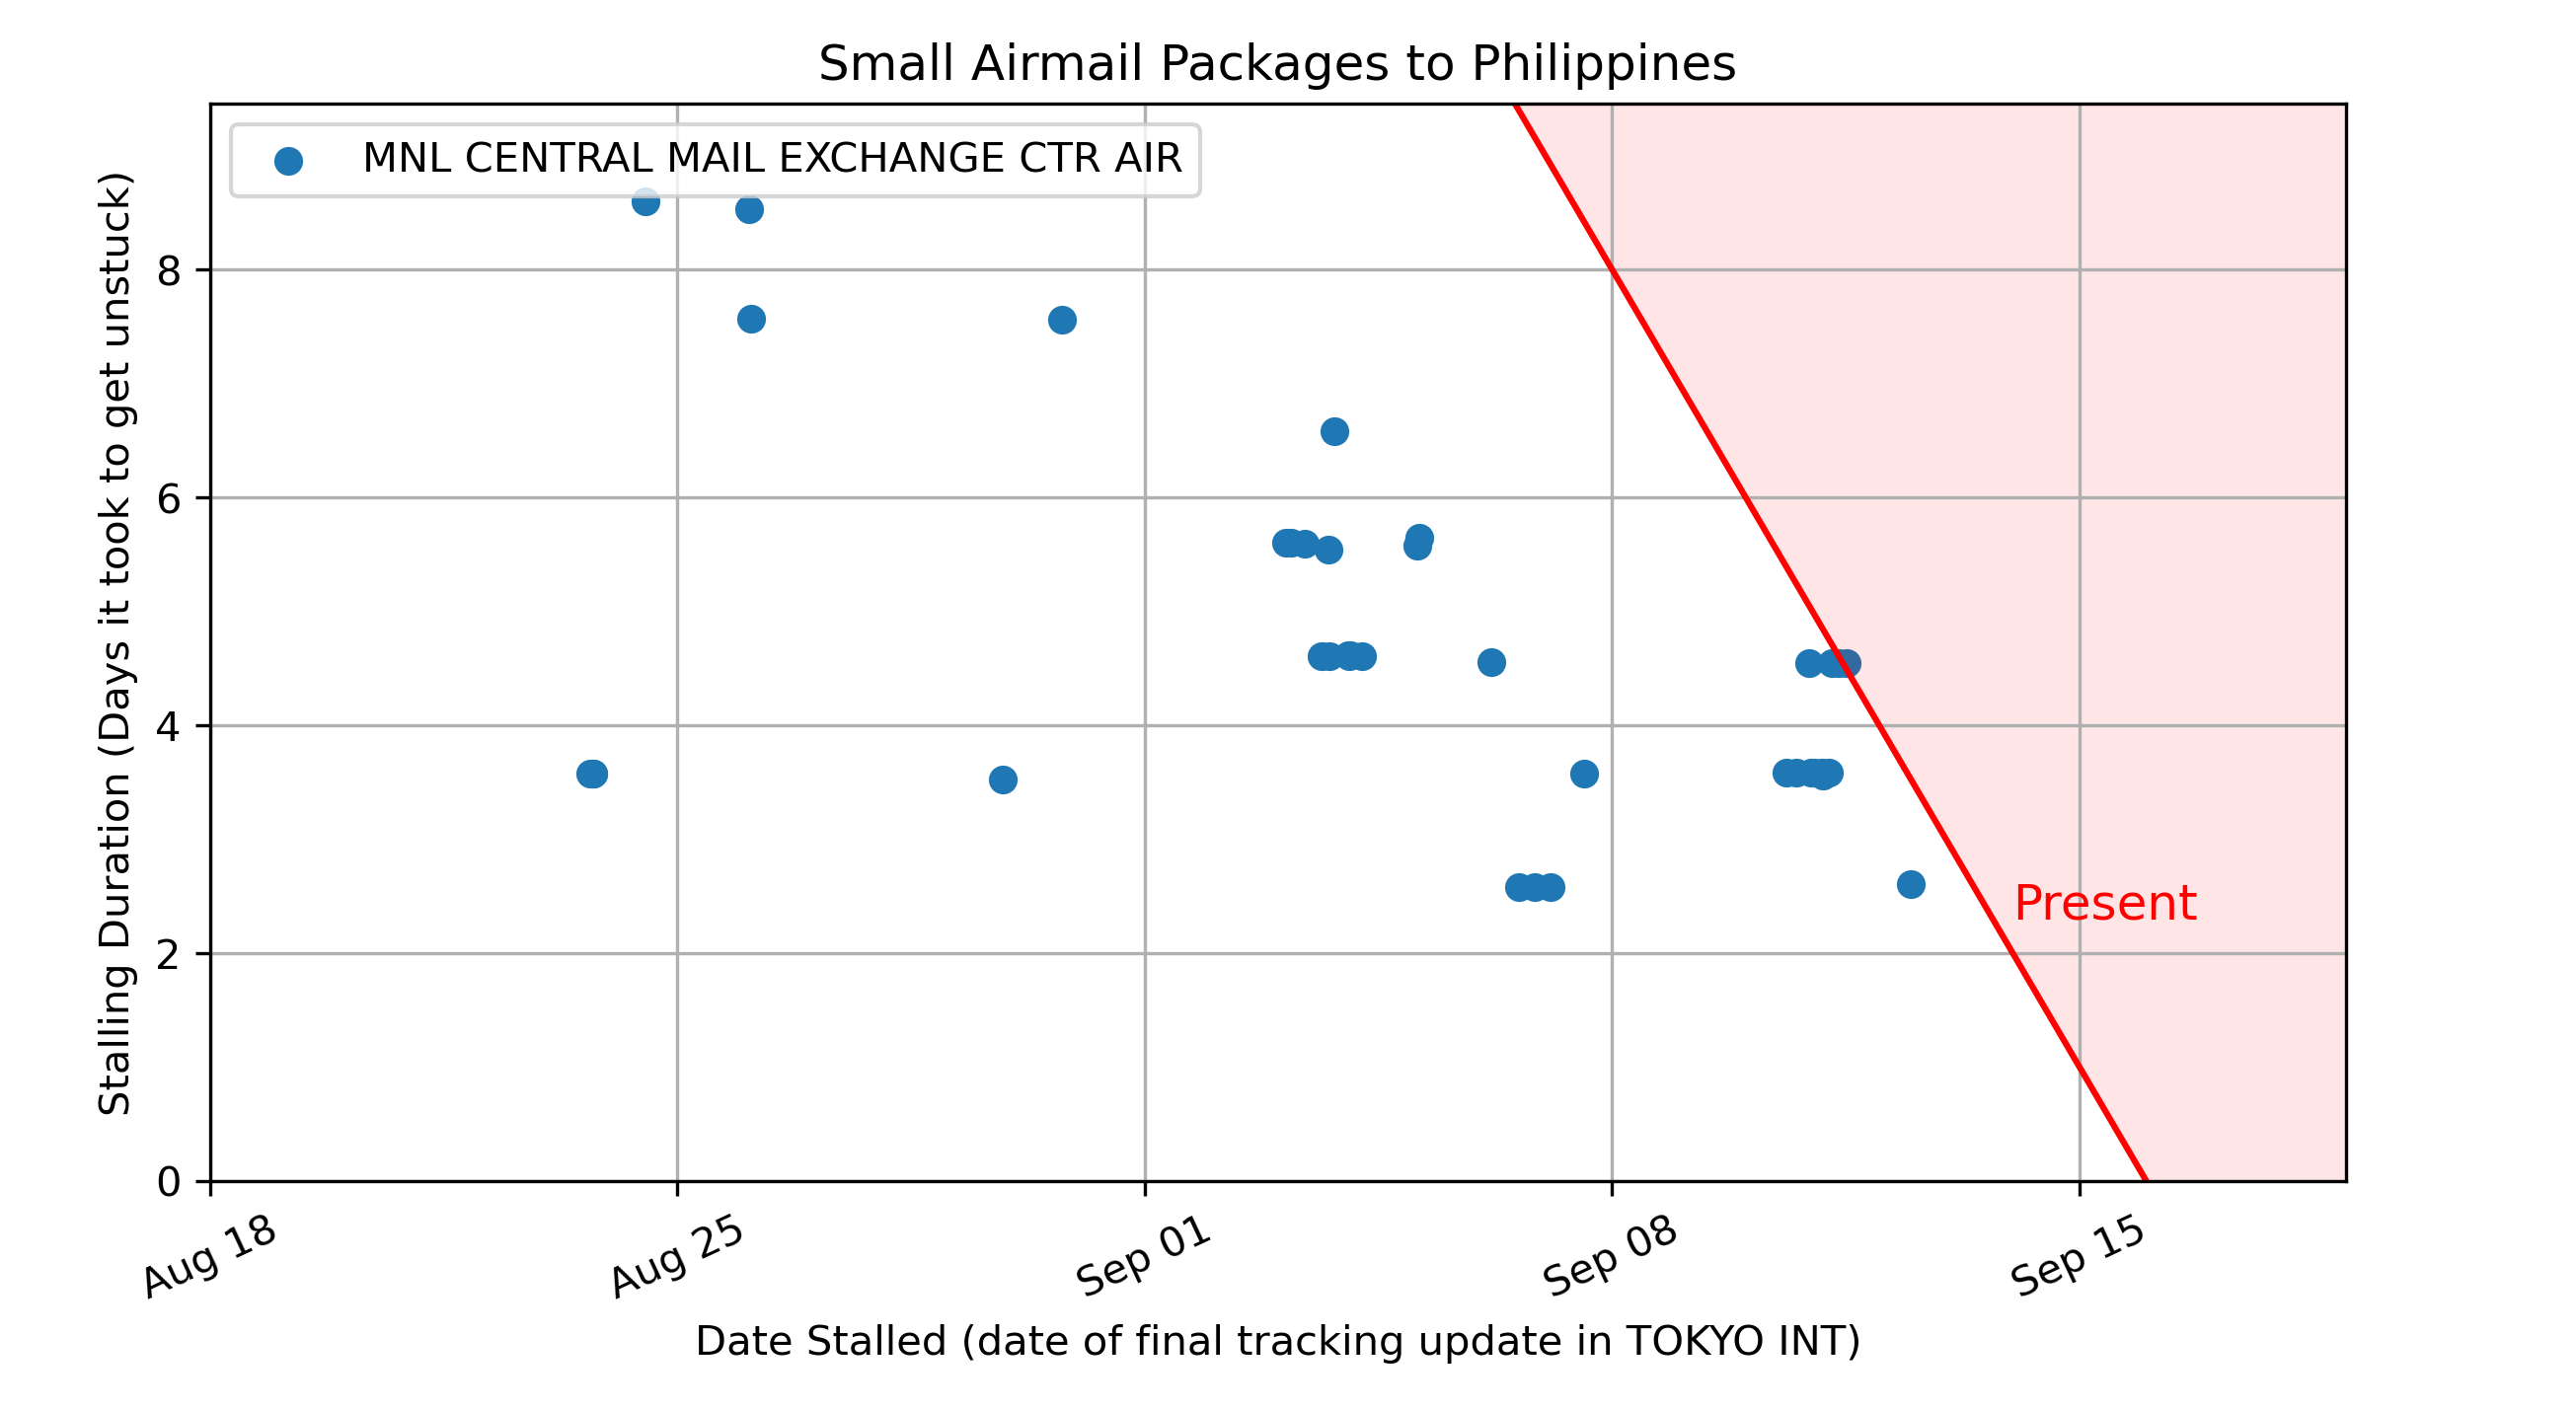 Small Airmail Packages to Philippines
MNL CENTRAL MAIL EXCHANGE CTR AIR
Stalling Duration (Days it took to get unstuck)
8
6
4
2
0
Present
Aug 18
Aug 25
Sep 01
Sep 08
Sep 15
Date Stalled (date of final tracking update in TOKYO INT)